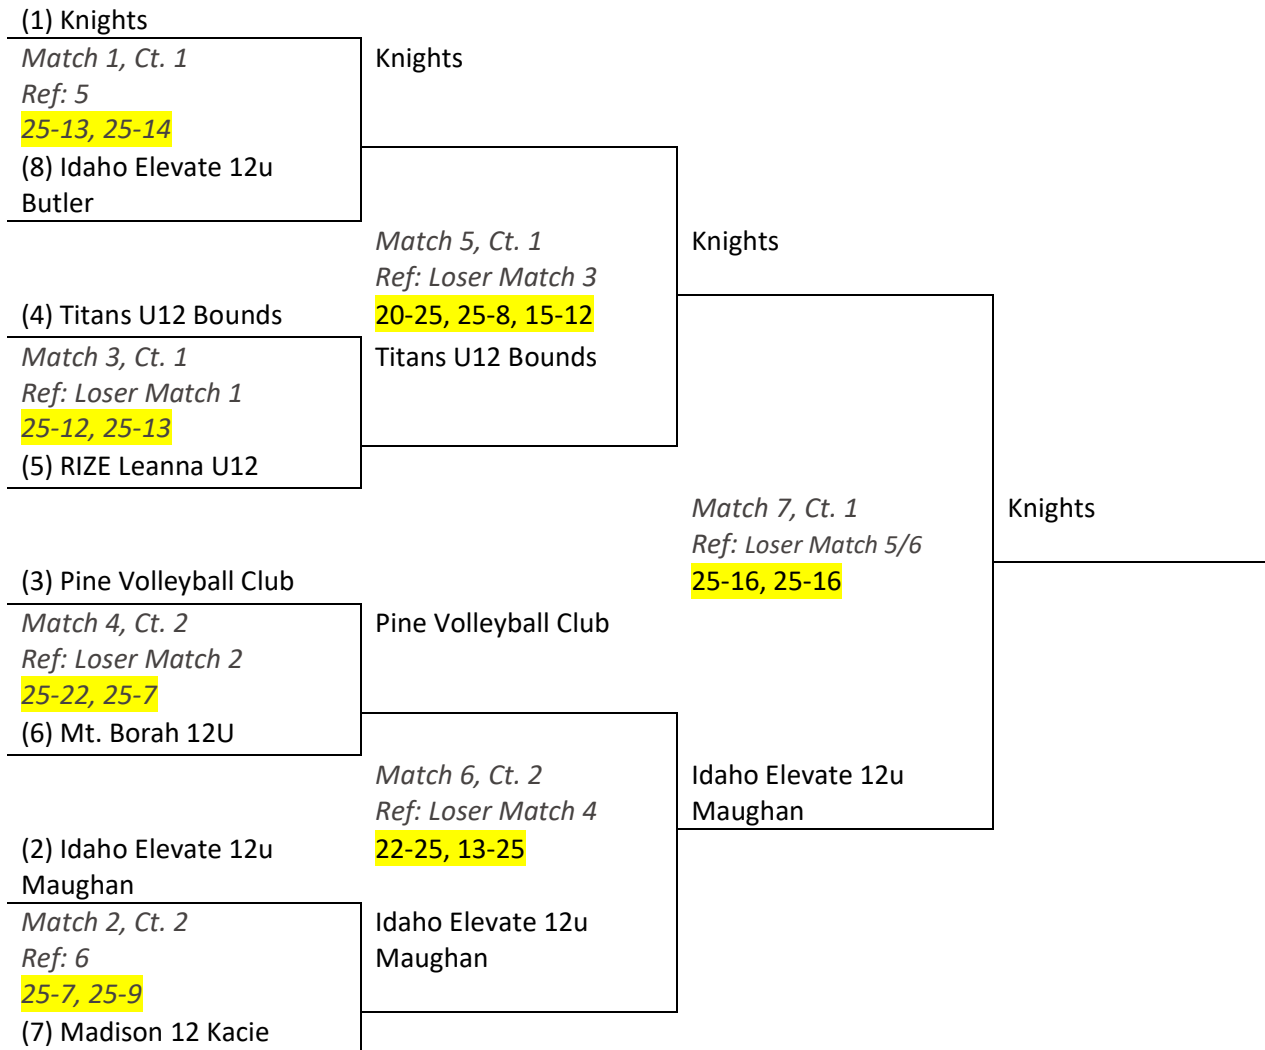 (1) Knights
Match 1, Ct. 1
Ref: 5
25-13, 25-14
(8) Idaho Elevate 12u
Butler
(4) Titans U12 Bounds
Match 3, Ct. 1
Ref: Loser Match 1
25-12, 25-13
(5) RIZE Leanna U12
(3) Pine Volleyball Club
Match 4, Ct. 2
Ref: Loser Match 2
25-22, 25-7
(6) Mt. Borah 12U
(2) Idaho Elevate 12u
Maughan
Match 2, Ct. 2
Ref: 6
25-7, 25-9
(7) Madison 12 Kacie
Knights
Match 5, Ct. 1
Ref: Loser Match 3
20-25, 25-8, 15-12
Titans U12 Bounds
Pine Volleyball Club
Match 6, Ct. 2
Ref: Loser Match 4
22-25, 13-25
Idaho Elevate 12u
Maughan
Knights
Match 7, Ct. 1
Ref: Loser Match 5/6
25-16, 25-16
Idaho Elevate 12u
Maughan
Knights